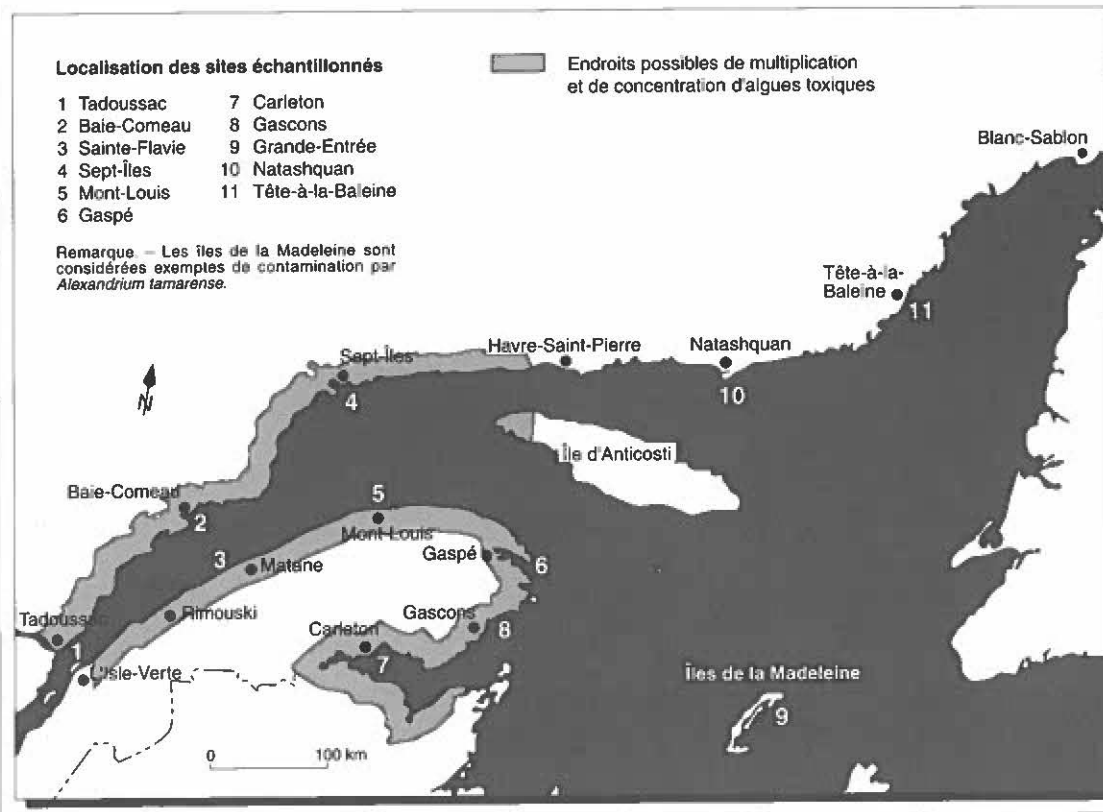 Localisation des sites échantillonnés
1 Tadoussac
2 Baie-Comeau
3 Sainte-Flavie
4 Sept-Îles
5 Mont-Louis
6 Gaspé
7 Carleton
8 Gascons
9 Grande-Entrée
10 Natashquan
11 Tête-à-la-Baleine
Remarque. – Les îles de la Madeleine sont
considérées exemptes de contamination par
Alexandrium tamarense.
Endroits possibles de multiplication
et de concentration d'algues toxiques
Blanc-Sablon
Tête-à-la-
Baleine
11
Havre-Saint-Pierre
Natashquan
10
Sept-Îles
4
N
Île d'Anticosti
Baie-Comeau
2
5
Mont-Louis
3
Matane
Gaspé
6
Rimouski
Gascons
8
Tadoussac
1
Carleton
7
L'Isle-Verte
Îles de la Madeleine
9
0 100 km